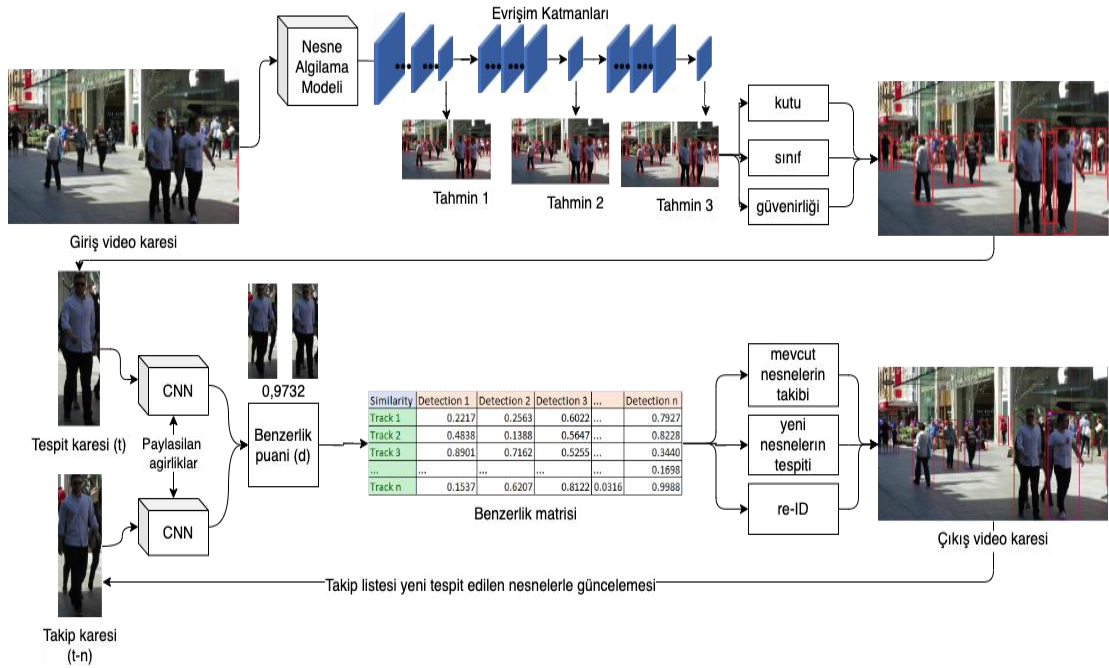 Evrişim Katmanları
Nesne
Algilama
Modeli
kutu
sınıf
güvenirliği
Tahmin 1
Tahmin 2
Tahmin 3
Giriş video karesi
CNN
Paylasilan
agirliklar
CNN
Tespit karesi (t)
0,9732
Benzerlik
puani (d)
Similarity Detection 1 Detection 2 Detection 3 ... Detection n
Track 1 0.2217 0.2563 0.6022 ... 0.7927
Track 2 0.4838 0.1388 0.5647 ... 0.8228
Track 3 0.8901 0.7162 0.5255 ... 0.3440
... ... ... ... ... 0.1698
Track n 0.1537 0.6207 0.8122 0.0316 0.9988
Benzerlik matrisi
mevcut
nesnelerin
takibi
yeni
nesnelerın
tespiti
re-ID
Çıkış video karesi
Takip listesi yeni tespit edilen nesnelerle güncelemesi
Takip karesi
(t-n)